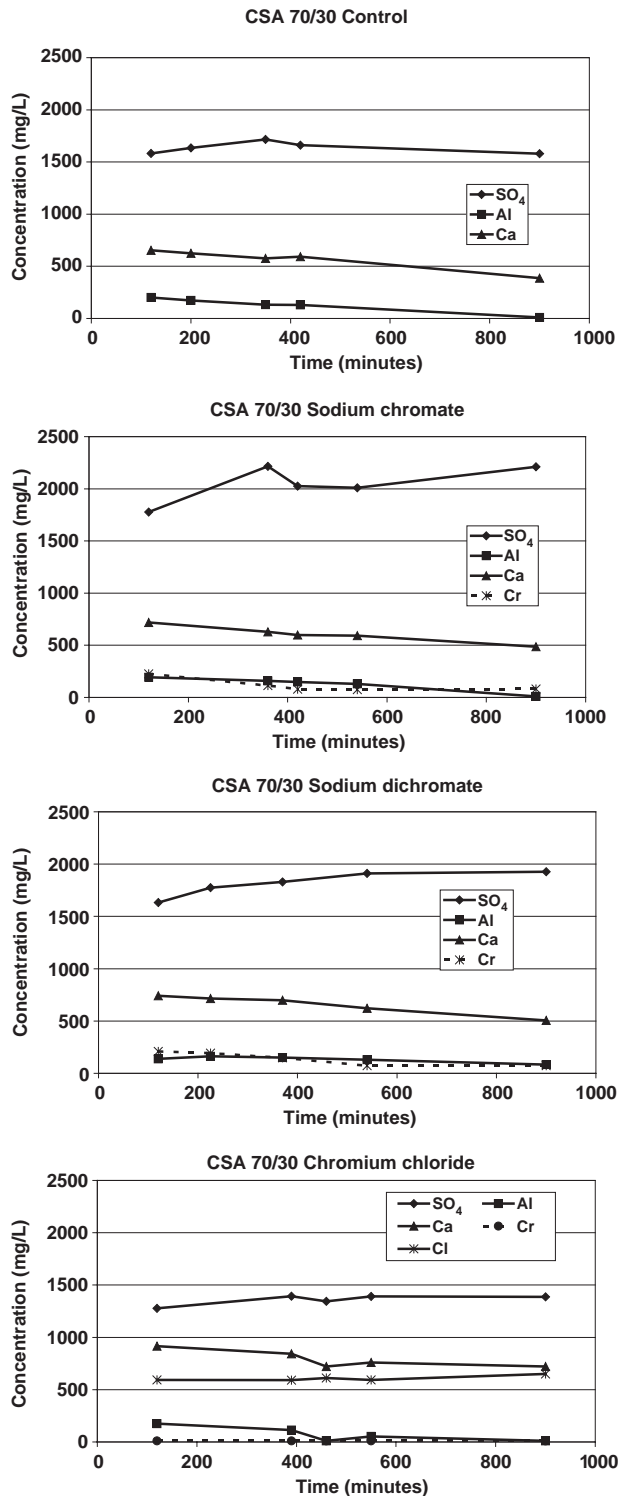 CSA 70/30 Control
Concentration (mg/L)
2500
2000
1500
1000
500
0
SO4
Al
Ca
0 200 400 600 800 1000
Time (minutes)
CSA 70/30 Sodium chromate
Concentration (mg/L)
2500
2000
1500
1000
500
0
SO4
Al
Ca
Cr
0 200 400 600 800 1000
Time (minutes)
CSA 70/30 Sodium dichromate
Concentration (mg/L)
2500
2000
1500
1000
500
0
SO4
Al
Ca
Cr
0 200 400 600 800 1000
Time (minutes)
CSA 70/30 Chromium chloride
Concentration (mg/L)
2500
2000
1500
1000
500
0
SO4 Al
Ca Cr
Cl
0 200 400 600 800 1000
Time (minutes)